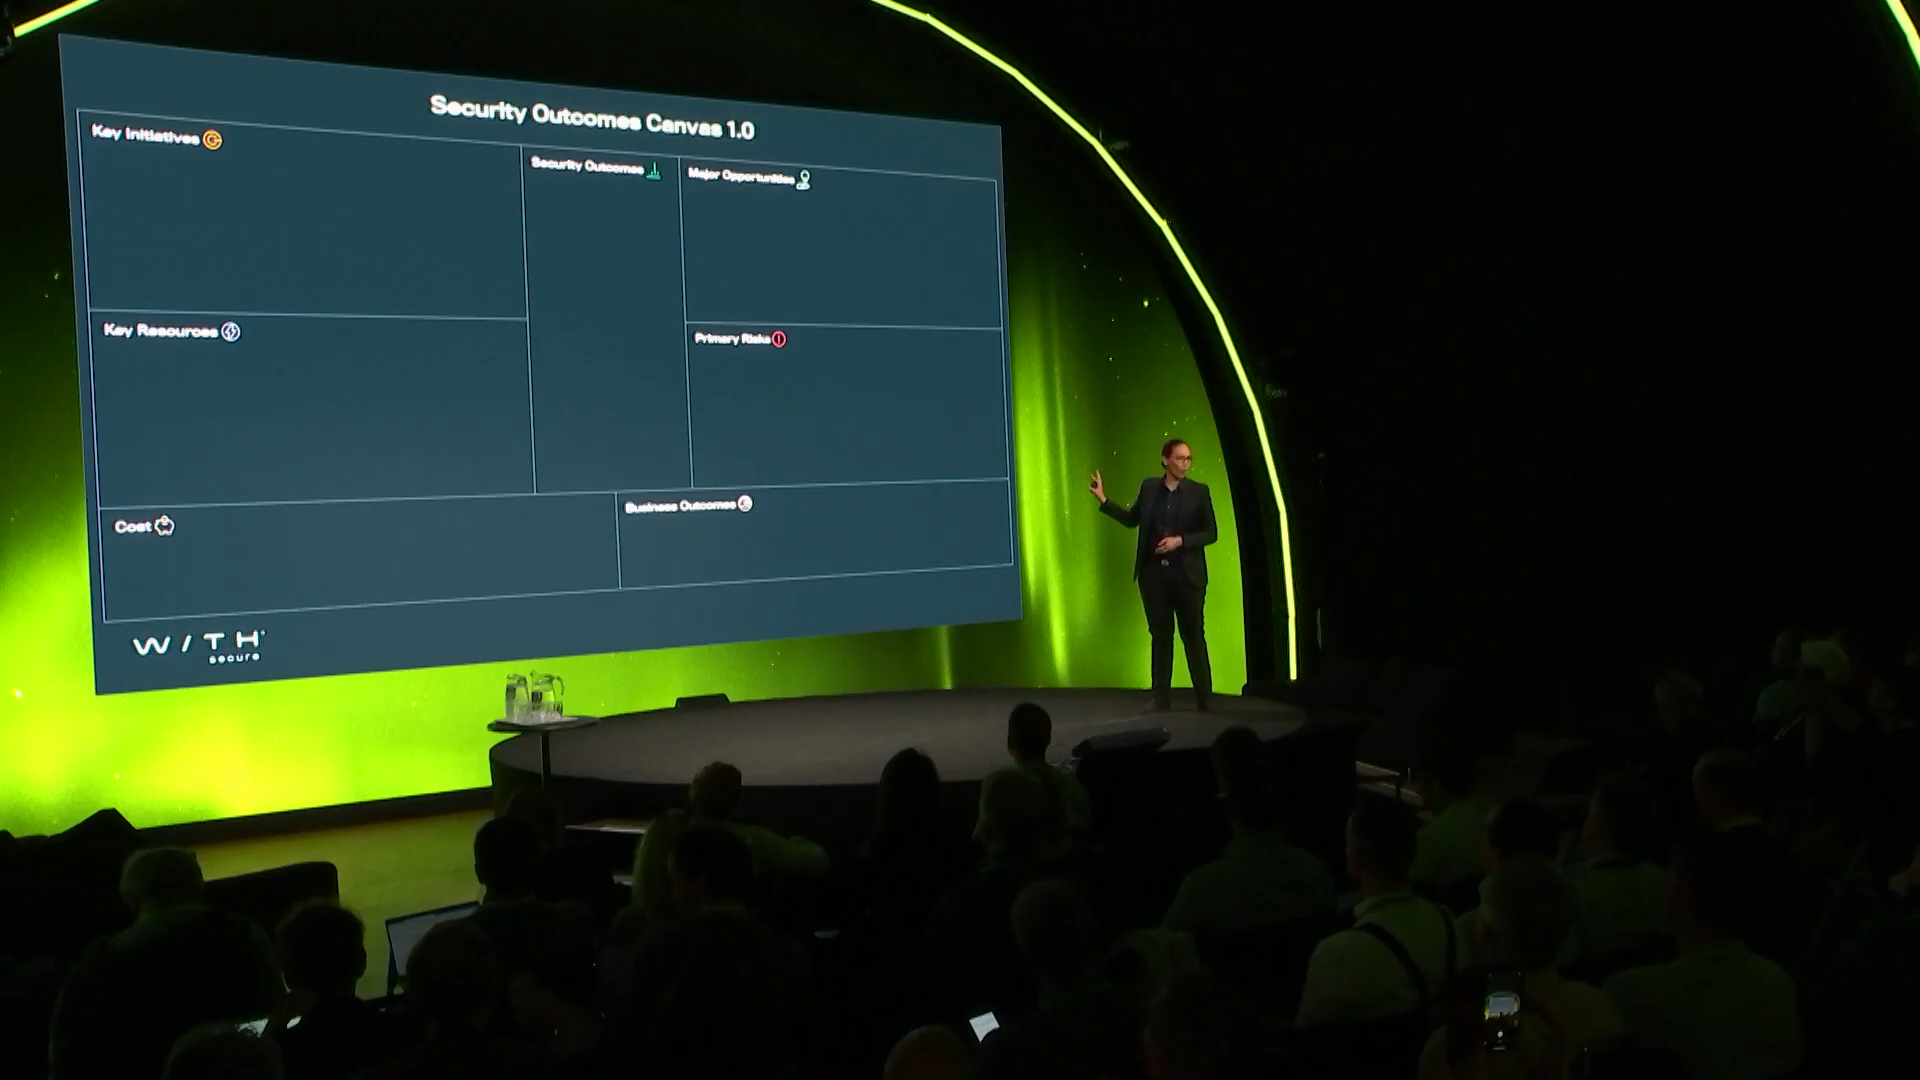 Security Outcomes Canvas 1.0
Key Initiatives
Security Outcomes
Major Opportunities
Key Resources
Primary Risks
Cost
Business Outcomes
W/TH
secure